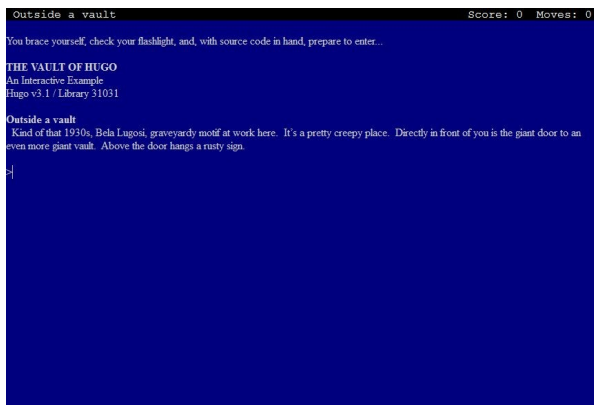 Outside a vault Score: 0 Moves: 0
You brace yourself, check your flashlight, and, with source code in hand, prepare to enter...
THE VAULT OF HUGO
An Interactive Example
Hugo v3.1 / Library 31031
Outside a vault
Kind of that 1930s, Bela Lugosi, graveyardy motif at work here. It's a pretty creepy place. Directly in front of you is the giant door to an
even more giant vault. Above the door hangs a rusty sign.
>